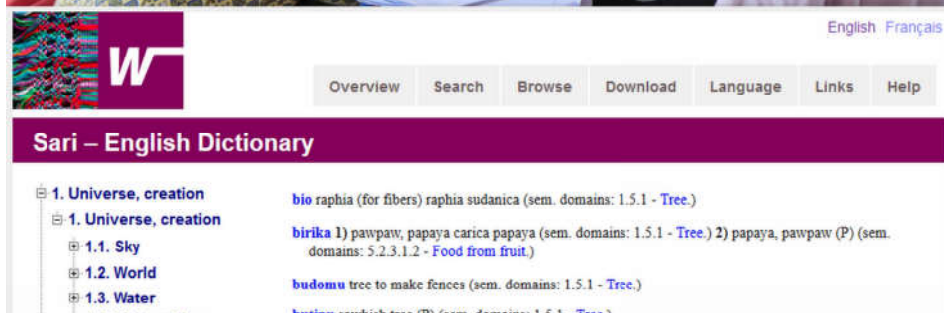 English Français
W
Overview Search Browse Download Language Links Help
Sari – English Dictionary
1. Universe, creation
1. Universe, creation
1.1. Sky
1.2. World
1.3. Water
bio raphia (for fibers) raphia sudanica (sem. domains: 1.5.1 - Tree.)
birika 1) pawpaw, papaya carica papaya (sem. domains: 1.5.1 - Tree.) 2) papaya, pawpaw (P) (sem.
domains: 5.2.3.1.2 - Food from fruit.)
budomu tree to make fences (sem. domains: 1.5.1 - Tree.)